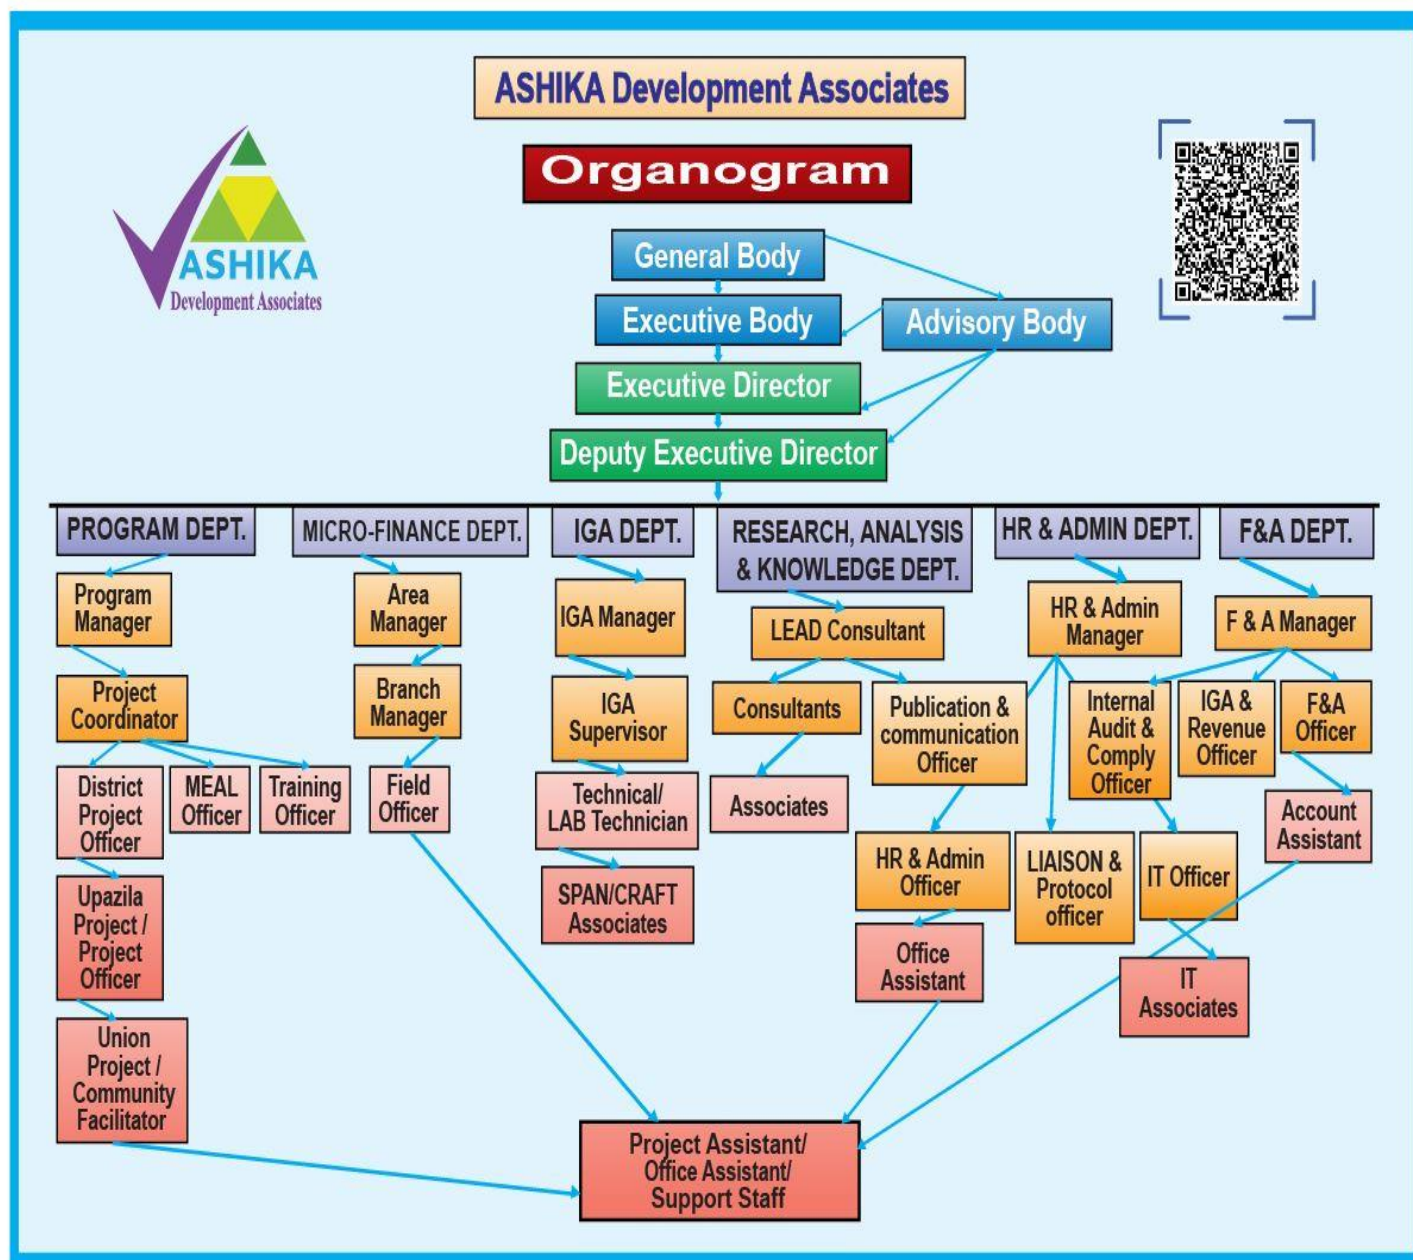 ASHIKA Development Associates
Organogram
ASHIKA
Development Associates
General Body
Executive Body
Advisory Body
Executive Director
Deputy Executive Director
PROGRAM DEPT.
Program
Manager
Project
Coordinator
District
Project
Officer
MEAL
Officer
Training
Officer
Upazila
Project /
Project
Officer
Union
Project /
Community
Facilitator
MICRO-FINANCE DEPT.
Area
Manager
Branch
Manager
Field
Officer
IGA DEPT.
IGA Manager
IGA
Supervisor
Technical/
LAB Technician
SPAN/CRAFT
Associates
RESEARCH, ANALYSIS
& KNOWLEDGE DEPT.
LEAD Consultant
Consultants
Publication &
communication
Officer
Associates
HR & ADMIN DEPT.
HR & Admin
Manager
HR & Admin
Officer
LIAISON &
Protocol
officer
IT Officer
Office
Assistant
IT
Associates
F&A DEPT.
F & A Manager
Internal
Audit &
Comply
Officer
IGA &
Revenue
Officer
F&A
Officer
Account
Assistant
Project Assistant/
Office Assistant/
Support Staff